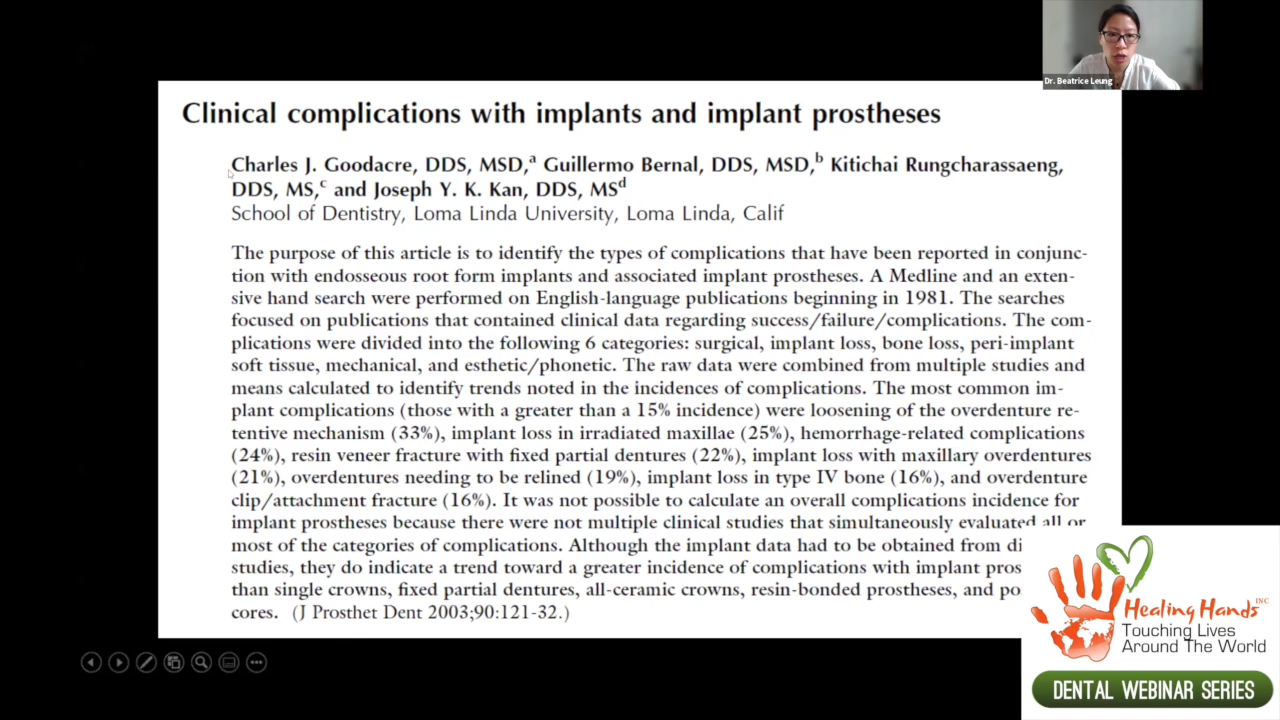 Dr. Beatrice Leung
Clinical complications with implants and implant prostheses
Charles J. Goodacre, DDS, MSD,a Guillermo Bernal, DDS, MSD,b Kitichai Rungcharassaeng,
DDS, MS,c and Joseph Y. K. Kan, DDS, MSd
School of Dentistry, Loma Linda University, Loma Linda, Calif
The purpose of this article is to identify the types of complications that have been reported in conjunc-
tion with endosseous root form implants and associated implant prostheses. A Medline and an exten-
sive hand search were performed on English-language publications beginning in 1981. The searches
focused on publications that contained clinical data regarding success/failure/complications. The com-
plications were divided into the following 6 categories: surgical, implant loss, bone loss, peri-implant
soft tissue, mechanical, and esthetic/phonetic. The raw data were combined from multiple studies and
means calculated to identify trends noted in the incidences of complications. The most common im-
plant complications (those with a greater than a 15% incidence) were loosening of the overdenture re-
tentive mechanism (33%), implant loss in irradiated maxillae (25%), hemorrhage-related complications
(24%), resin veneer fracture with fixed partial dentures (22%), implant loss with maxillary overdentures
(21%), overdentures needing to be relined (19%), implant loss in type IV bone (16%), and overdenture
clip/attachment fracture (16%). It was not possible to calculate an overall complications incidence for
implant prostheses because there were not multiple clinical studies that simultaneously evaluated all or
most of the categories of complications. Although the implant data had to be obtained from di
studies, they do indicate a trend toward a greater incidence of complications with implant pros
than single crowns, fixed partial dentures, all-ceramic crowns, resin-bonded prostheses, and po
cores. (J Prosthet Dent 2003;90:121-32.)
Healing Hands INC
Touching Lives
Around The World
DENTAL WEBINAR SERIES